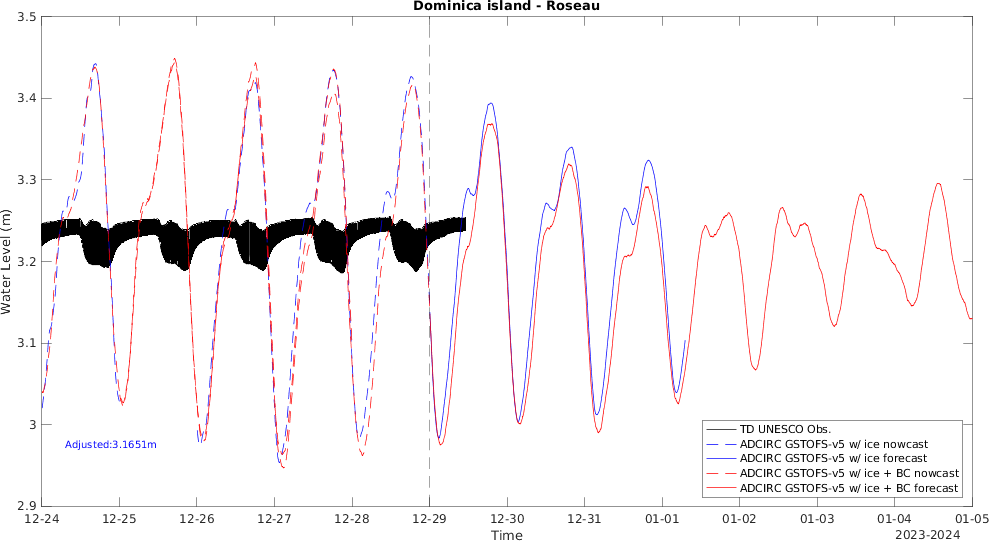 Dominica island - Roseau
3.5
3.4
3.3
3.2
3.1
3
2.9
Water Level (m)
Adjusted:3.1651m
TD UNESCO Obs.
ADCIRC GSTOFS-v5 w/ ice nowcast
ADCIRC GSTOFS-v5 w/ ice forecast
ADCIRC GSTOFS-v5 w/ ice + BC nowcast
ADCIRC GSTOFS-v5 w/ ice + BC forecast
12-24 12-25 12-26 12-27 12-28 12-29 12-30 12-31 01-01 01-02 01-03 01-04 01-05
Time
2023-2024